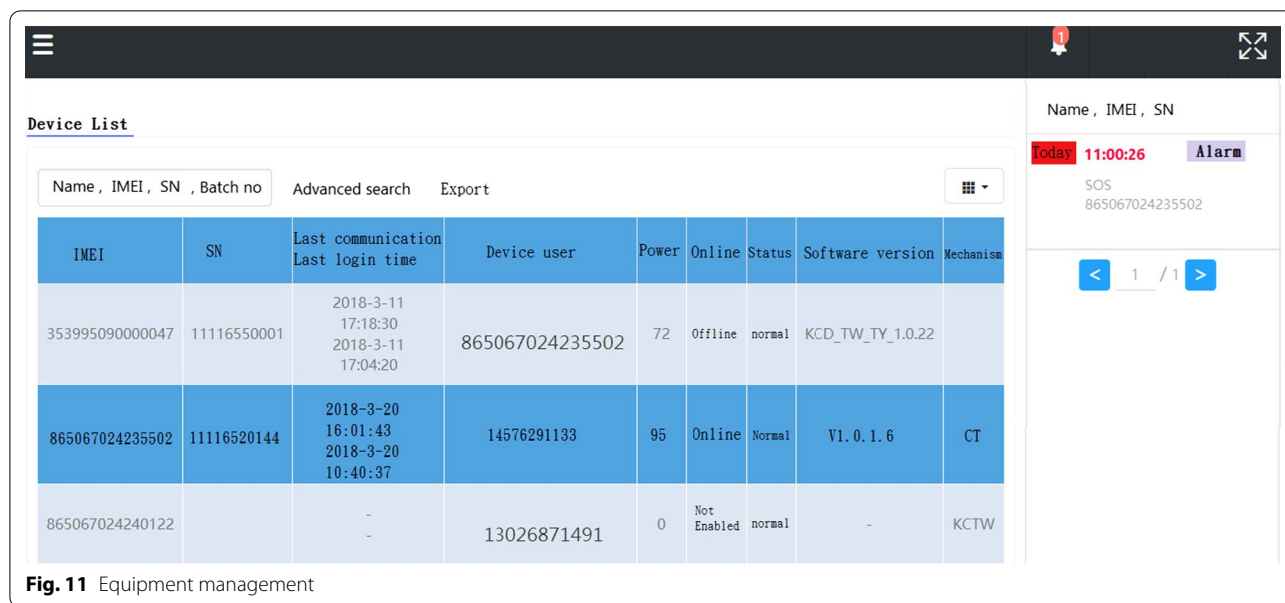 1
Device List
Name , IMEI , SN , Batch no
Advanced search
Export
IMEI
SN
Last communication
Last login time
Device user
Power
Online
Status
Software version
Mechanism
353995090000047
11116550001
2018-3-11
17:18:30
2018-3-11
17:04:20
865067024235502
72
Offline
normal
KCD_TW_TY_1.0.22
865067024235502
11116520144
2018-3-20
16:01:43
2018-3-20
10:40:37
14576291133
95
Online
Normal
V1.0.1.6
CT
865067024240122
-
-
13026871491
0
Not
Enabled
normal
-
KCTW
Name , IMEI , SN
Today 11:00:26 Alarm
SOS
865067024235502
< 1 / 1 >
Fig. 11 Equipment management